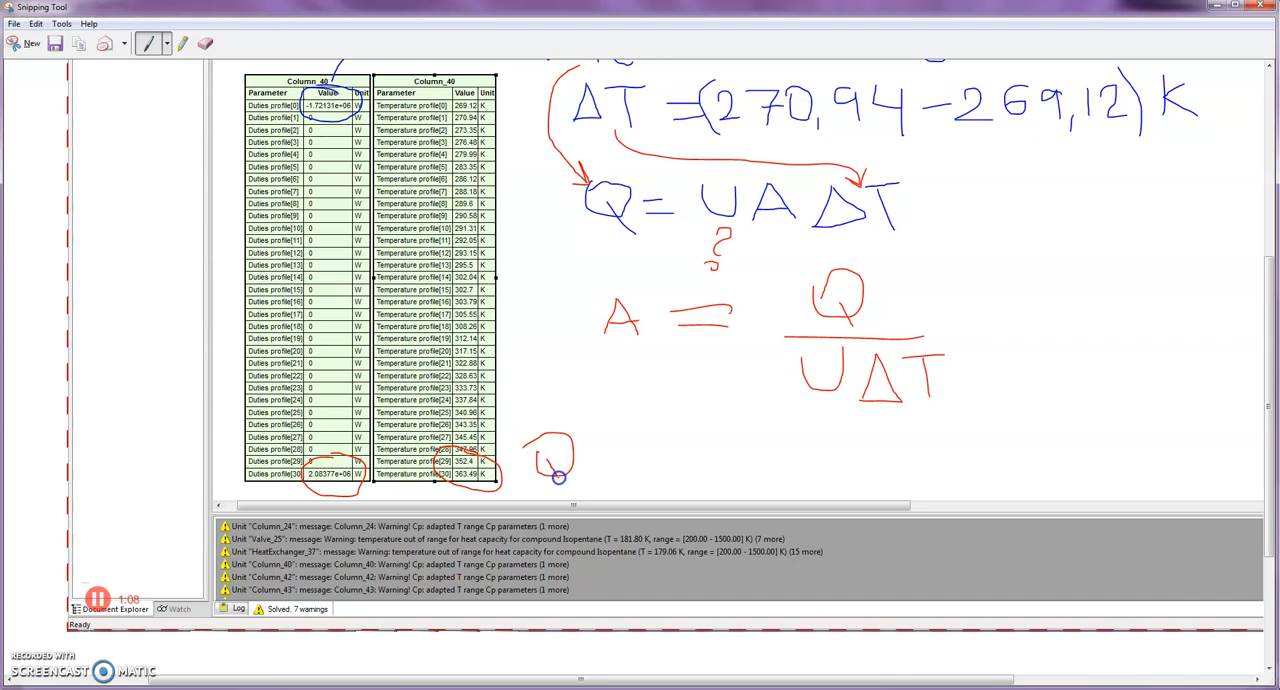 Snipping Tool
File Edit Tools Help
New
Column_40
Parameter Value Unit
Duties profile[0] -1.72131e+06 W
Duties profile[1] 0 W
Duties profile[2] 0 W
Duties profile[3] 0 W
Duties profile[4] 0 W
Duties profile[5] 0 W
Duties profile[6] 0 W
Duties profile[7] 0 W
Duties profile[8] 0 W
Duties profile[9] 0 W
Duties profile[10] 0 W
Duties profile[11] 0 W
Duties profile[12] 0 W
Duties profile[13] 0 W
Duties profile[14] 0 W
Duties profile[15] 0 W
Duties profile[16] 0 W
Duties profile[17] 0 W
Duties profile[18] 0 W
Duties profile[19] 0 W
Duties profile[20] 0 W
Duties profile[21] 0 W
Duties profile[22] 0 W
Duties profile[23] 0 W
Duties profile[24] 0 W
Duties profile[25] 0 W
Duties profile[26] 0 W
Duties profile[27] 0 W
Duties profile[28] 0 W
Duties profile[29] 0 W
Duties profile[30 2.08377e+06 W
Column_40
Parameter Value Unit
Temperature profile[0] 269.12 K
Temperature profile[1] 270.94 K
Temperature profile[2] 273.35 K
Temperature profile[3] 276.48 K
Temperature profile[4] 279.99 K
Temperature profile[5] 283.35 K
Temperature profile[6] 286.12 K
Temperature profile[7] 288.18 K
Temperature profile[8] 289.6 K
Temperature profile[9] 290.58 K
Temperature profile[10] 291.31 K
Temperature profile[11] 292.05 K
Temperature profile[12] 293.15 K
Temperature profile[13] 295.5 K
Temperature profile[14] 302.04 K
Temperature profile[15] 302.7 K
Temperature profile[16] 303.79 K
Temperature profile[17] 305.55 K
Temperature profile[18] 308.26 K
Temperature profile[19] 312.14 K
Temperature profile[20] 317.15 K
Temperature profile[21] 322.88 K
Temperature profile[22] 328.63 K
Temperature profile[23] 333.73 K
Temperature profile[24] 337.84 K
Temperature profile[25] 340.96 K
Temperature profile[26] 343.35 K
Temperature profile[27] 345.45 K
Temperature profile[28] 347.96 K
Temperature profile[29] 352.4 K
Temperature profile[30] 363.49 K
ΔT = (270,94 - 269,12) K
Q = U A ΔT
?
A = Q
U ΔT
Q
Unit "Column_24": message: Column_24: Warning! Cp: adapted T range Cp parameters (1 more)
Unit "Valve_25": message: Warning: temperature out of range for heat capacity for compound Isopentane (T = 181.80 K, range = [200.00 - 1500.00] K) (7 more)
Unit "HeatExchanger_37": message: Warning: temperature out of range for heat capacity for compound Isopentane (T = 179.06 K, range = [200.00 - 1500.00] K) (15 more)
Unit "Column_40": message: Column_40: Warning! Cp: adapted T range Cp parameters (1 more)
Unit "Column_42": message: Column_42: Warning! Cp: adapted T range Cp parameters (1 more)
Unit "Column_43": message: Column_43: Warning! Cp: adapted T range Cp parameters (1 more)
1:08
Document Explorer Watch
Log Solved, 7 warnings
Ready
RECORDED WITH
SCREENCAST MATIC